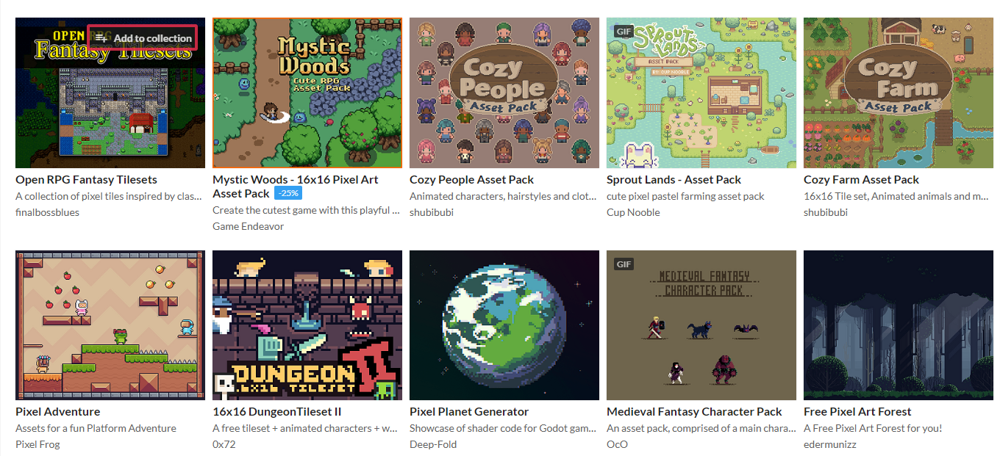 OPEN
Add to collection
Fantasy Tilesets
Mystic
Woods
Cute RPG
Asset Pack
Cozy
People
Asset Pack
GIF
Sprout
Lands
ASSET PACK
BY CUP NOOBLE
Cozy
Farm
Asset Pack
Open RPG Fantasy Tilesets
A collection of pixel tiles inspired by clas...
finalbossblues
Mystic Woods - 16x16 Pixel Art
Asset Pack -25%
Create the cutest game with this playful ...
Game Endeavor
Cozy People Asset Pack
Animated characters, hairstyles and clot...
shubibubi
Sprout Lands - Asset Pack
cute pixel pastel farming asset pack
Cup Nooble
Cozy Farm Asset Pack
16x16 Tile set, Animated animals and m...
shubibubi
DUNGEON II
16x16 TILESET
GIF
MEDIEVAL FANTASY
CHARACTER PACK
Pixel Adventure
Assets for a fun Platform Adventure
Pixel Frog
16x16 DungeonTileset II
A free tileset + animated characters + w...
0x72
Pixel Planet Generator
Showcase of shader code for Godot gam...
Deep-Fold
Medieval Fantasy Character Pack
An asset pack, comprised of a main chara...
OcO
Free Pixel Art Forest
A Free Pixel Art Forest for you!
edermunizz